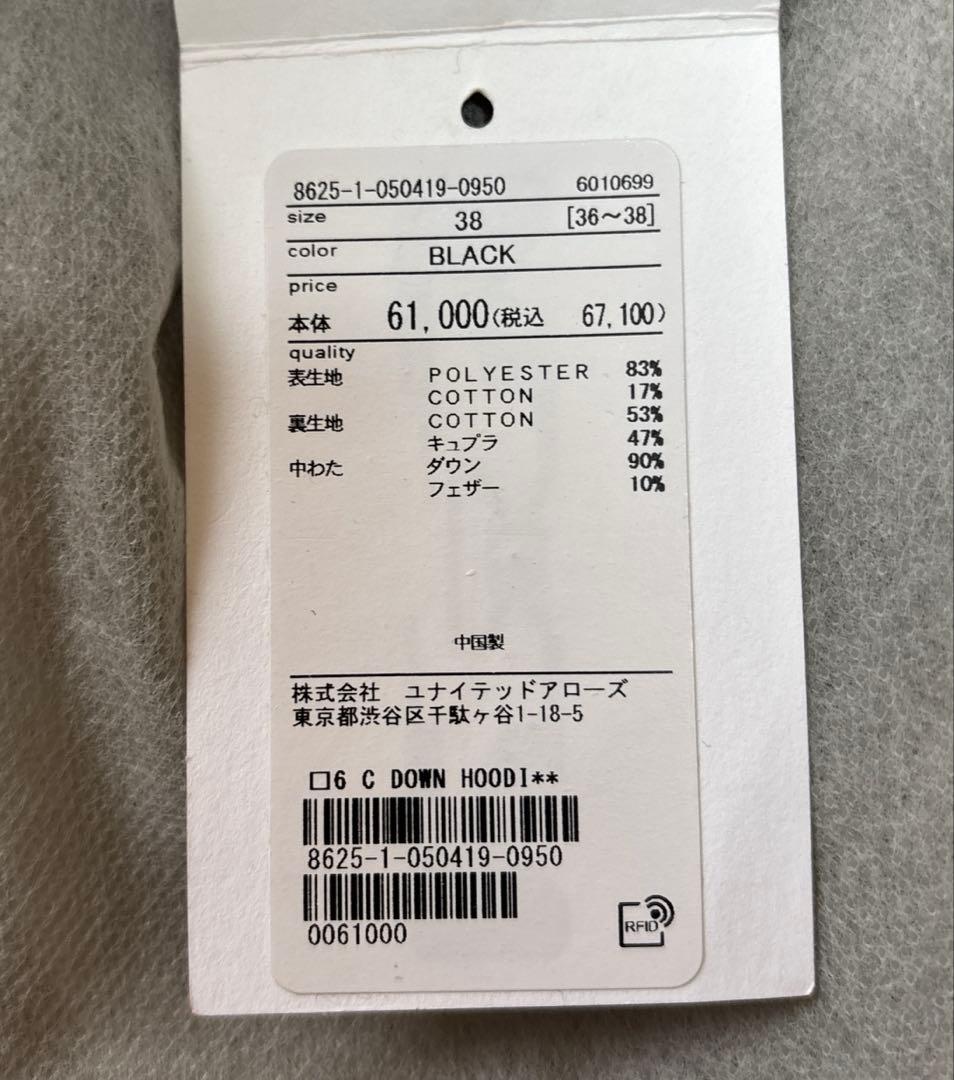 8625-1-050419-0950 6010699
size 38 [36〜38]
color BLACK
price
本体 61,000(税込 67,100)
quality
表生地 POLYESTER 83%
COTTON 17%
裏生地 COTTON 53%
キュプラ 47%
中わた ダウン 90%
フェザー 10%
中国製
株式会社 ユナイテッドアローズ
東京都渋谷区千駄ヶ谷1-18-5
□6 C DOWN HOODI**
8625-1-050419-0950
0061000
RFID